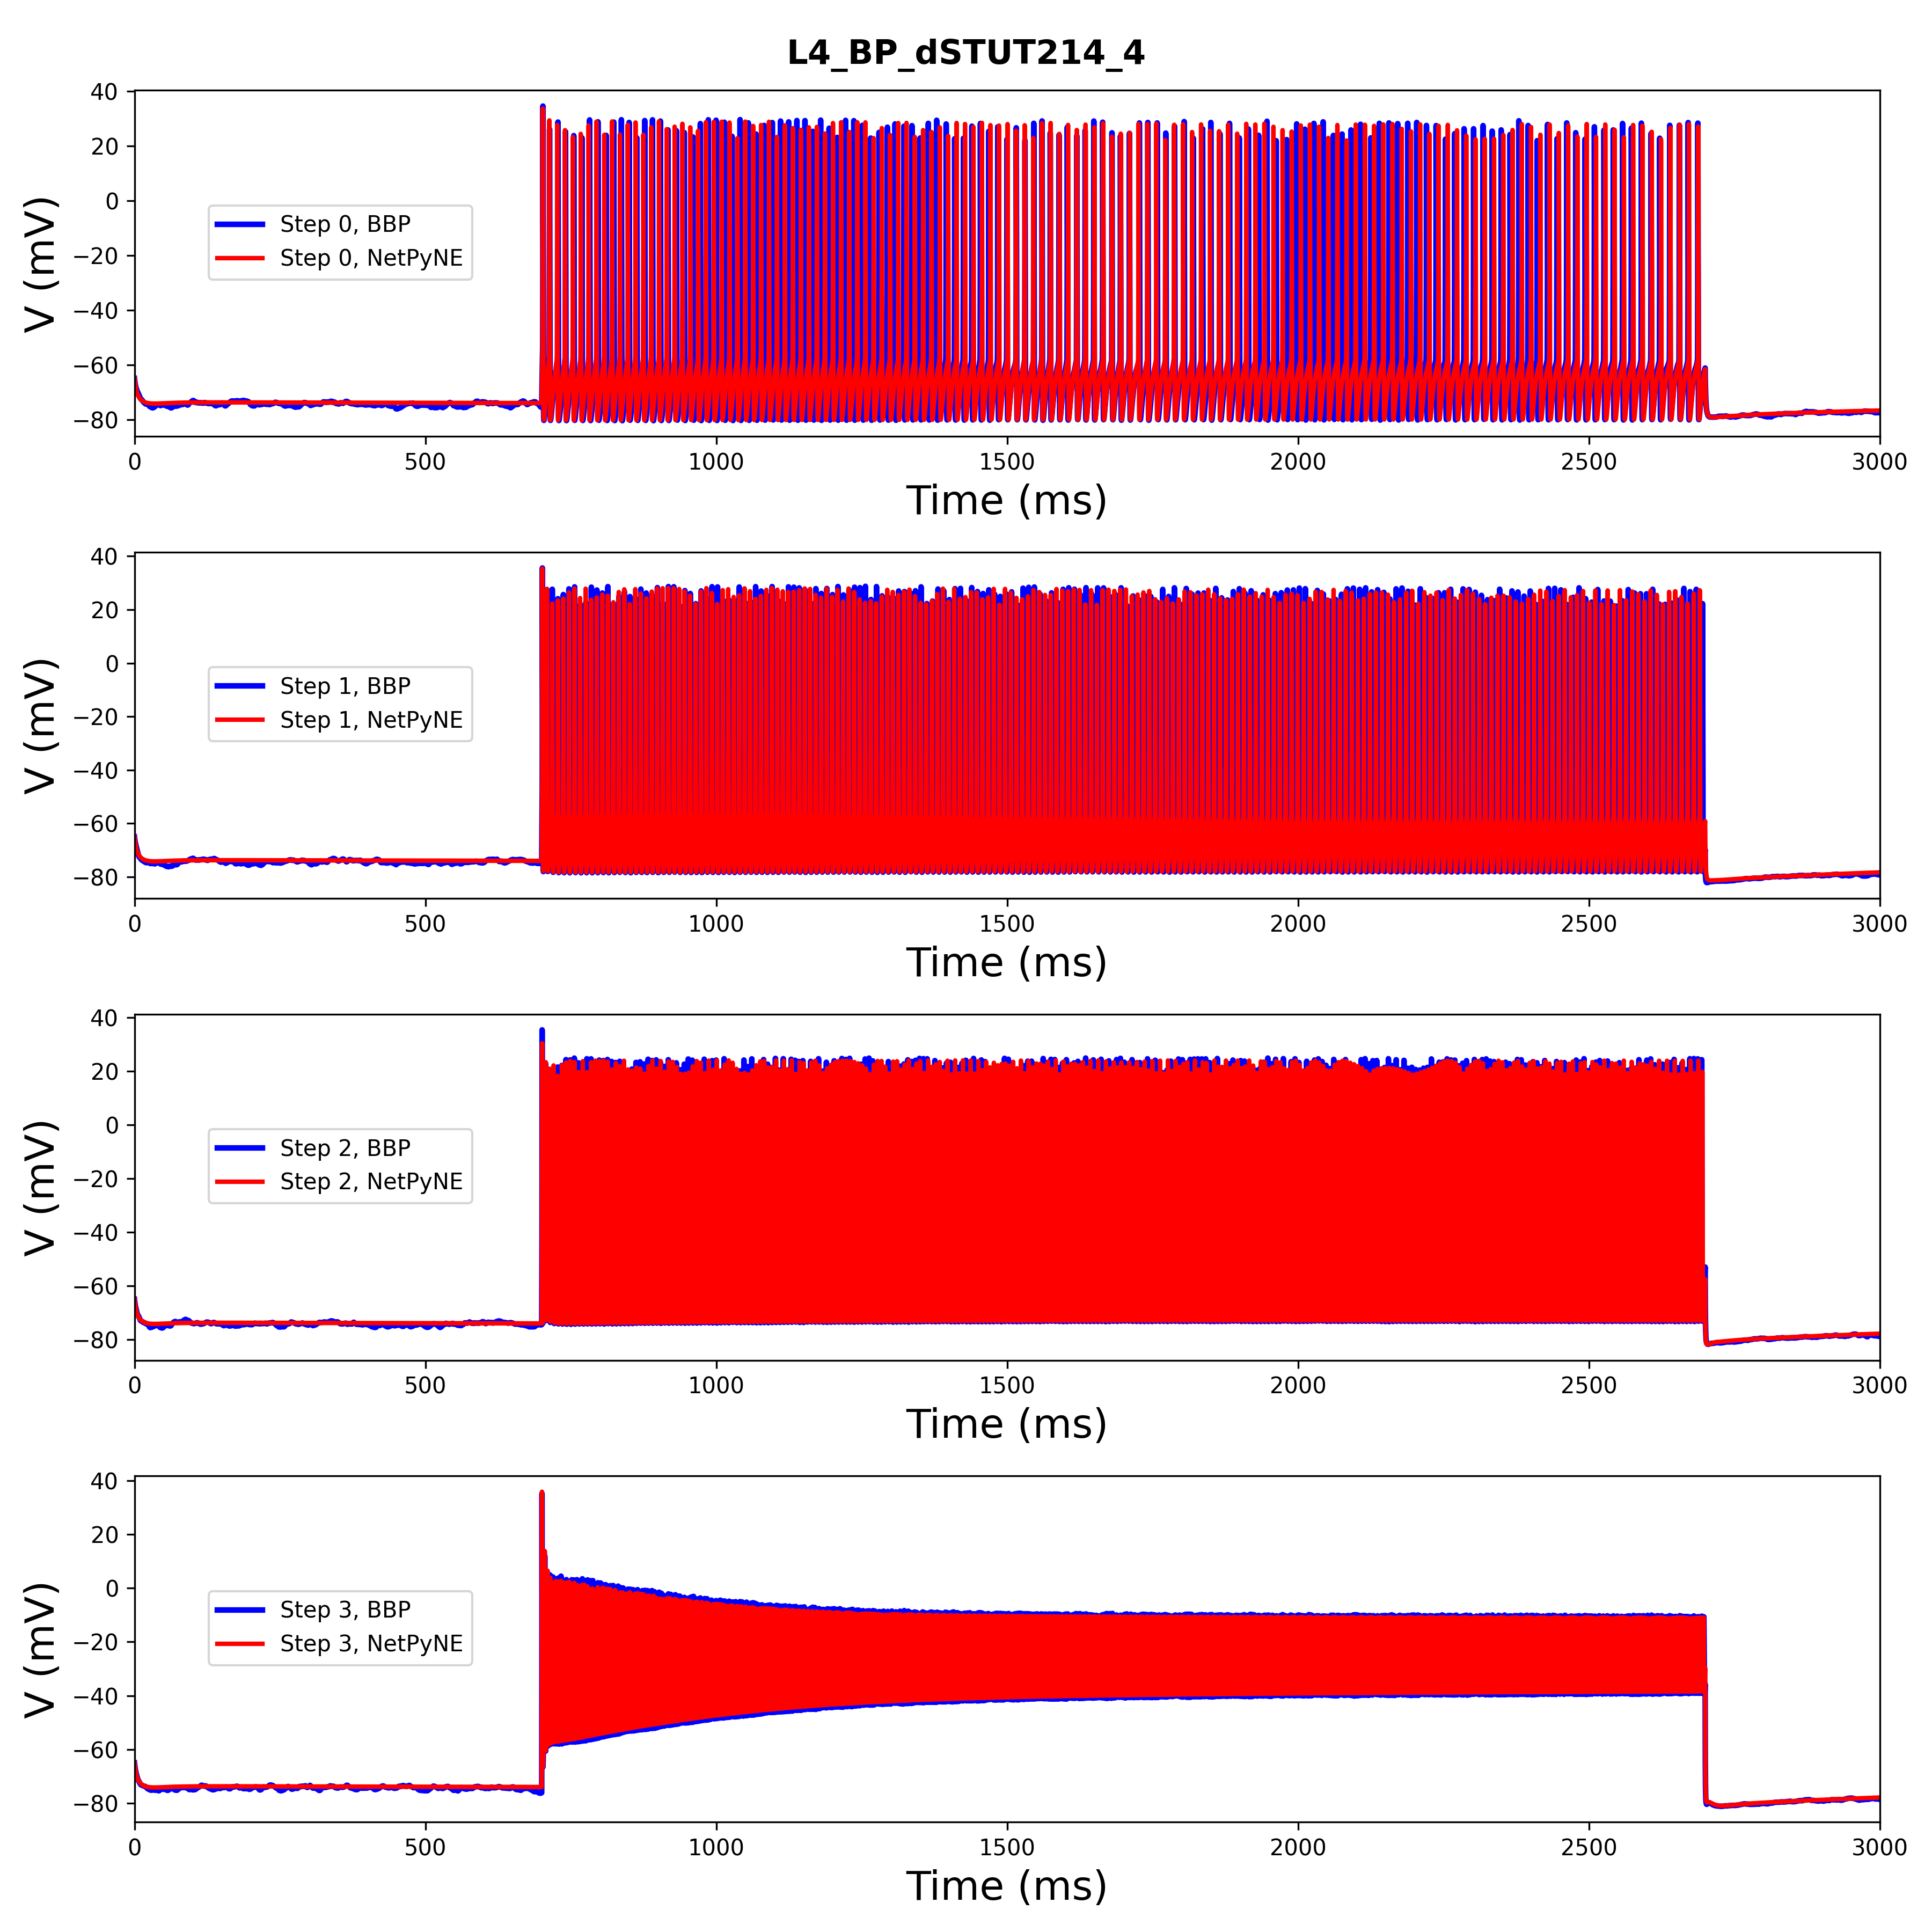 L4_BP_dSTUT214_4
40
20
0
−20
−40
−60
−80
V (mV)
Step 0, BBP
Step 0, NetPyNE
0 500 1000 1500 2000 2500 3000
Time (ms)
40
20
0
−20
−40
−60
−80
V (mV)
Step 1, BBP
Step 1, NetPyNE
0 500 1000 1500 2000 2500 3000
Time (ms)
40
20
0
−20
−40
−60
−80
V (mV)
Step 2, BBP
Step 2, NetPyNE
0 500 1000 1500 2000 2500 3000
Time (ms)
40
20
0
−20
−40
−60
−80
V (mV)
Step 3, BBP
Step 3, NetPyNE
0 500 1000 1500 2000 2500 3000
Time (ms)